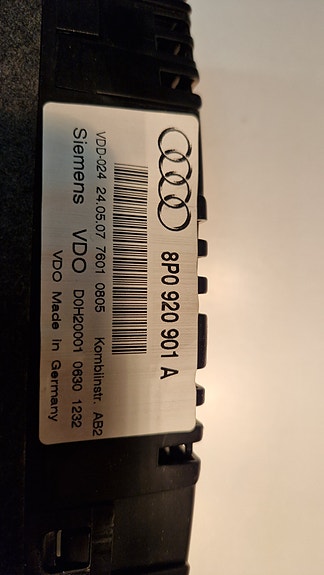 8P0 920 901 A
VDD-024 24.05.07 7601 0805 Kombiinstr. AB2
Siemens VDO D0H20001 0630 1232
VDO Made in Germany